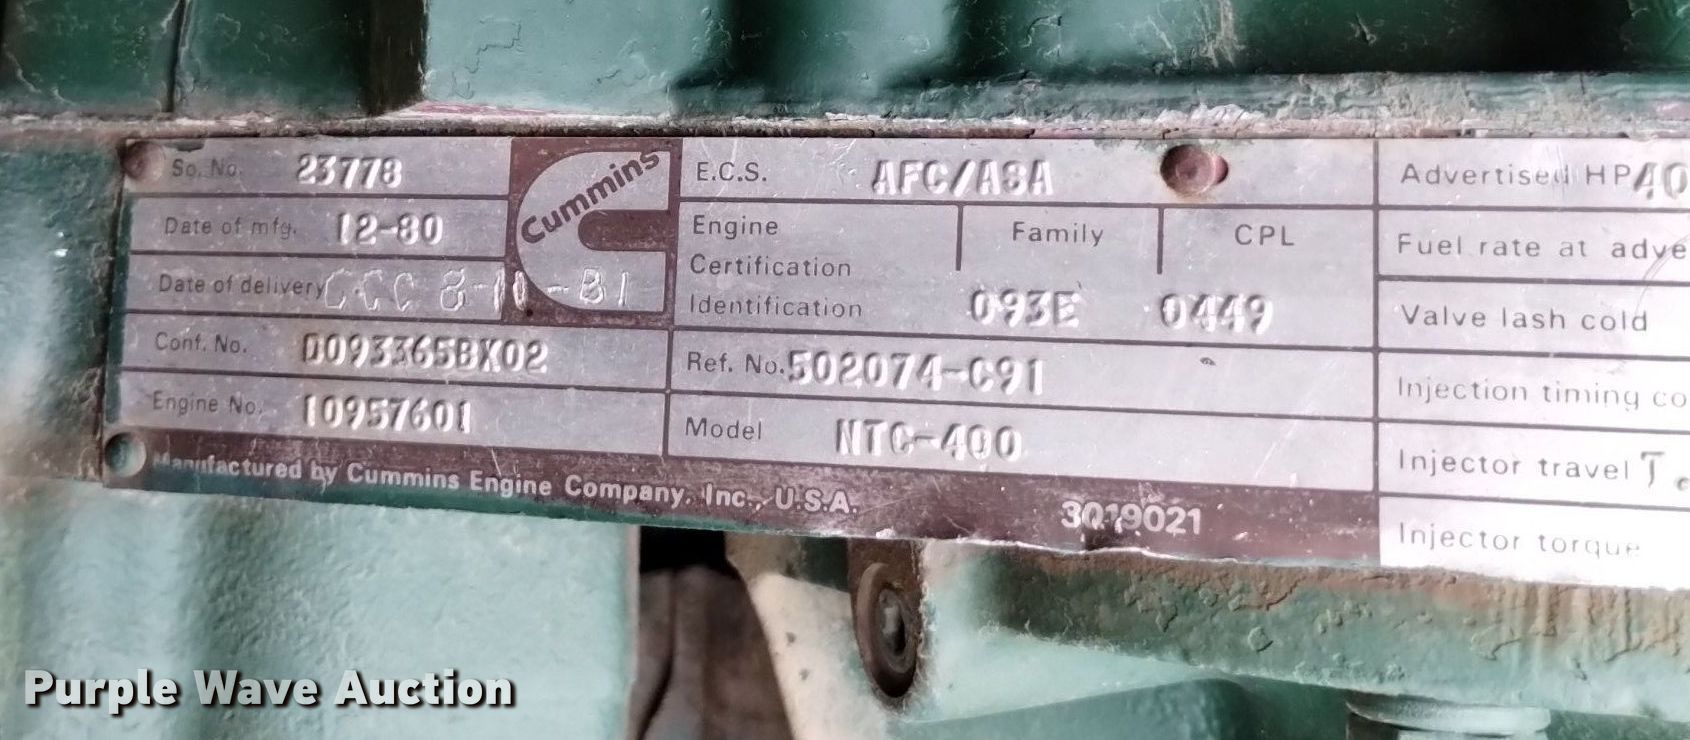 So. No. 23778
Date of mfg. 12-80
Date of delivery CCC 8-11-81
Conf. No. D093365BX02
Engine No. 10957601
Cummins
E.C.S. AFC/ASA
Engine Certification Identification
Family 093E
CPL 0449
Ref. No. 502074-C91
Model NTC-400
Advertised HP 40
Fuel rate at adve
Valve lash cold
Injection timing co
Injector travel T.
Injector torque
Manufactured by Cummins Engine Company, Inc., U.S.A.
3019021
Purple Wave Auction